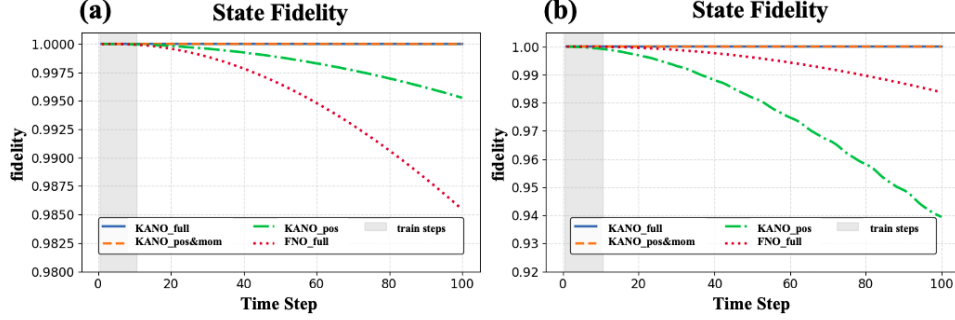 (a)
State Fidelity
1.0000
0.9975
0.9950
0.9925
0.9900
0.9875
0.9850
0.9825
0.9800
fidelity
KANO_full
KANO_pos
train steps
KANO_pos&mom
FNO_full
0 20 40 60 80 100
Time Step
(b)
State Fidelity
1.00
0.99
0.98
0.96
0.95
0.94
0.93
0.92
fidelity
KANO_full
KANO_pos
train steps
KANO_pos&mom
FNO_full
0 20 40 60 80 100
Time Step